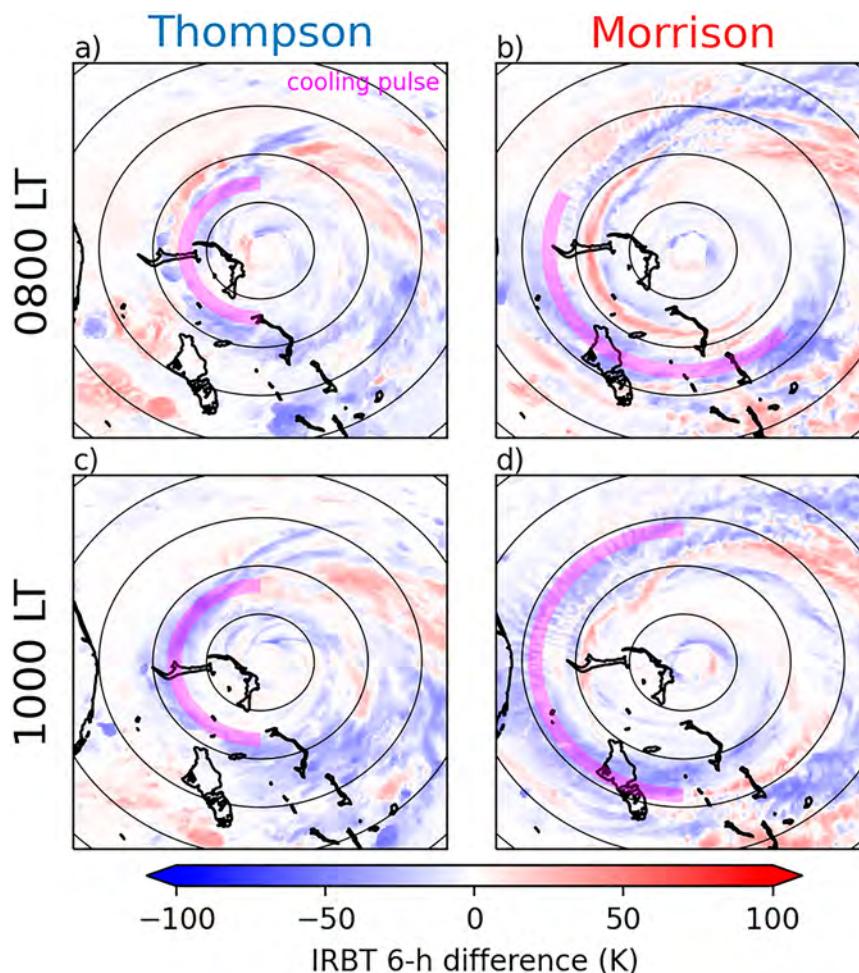 Thompson
Morrison
a)
b)
cooling pulse
0800 LT
c)
d)
1000 LT
−100
−50
0
50
100
IRBT 6-h difference (K)